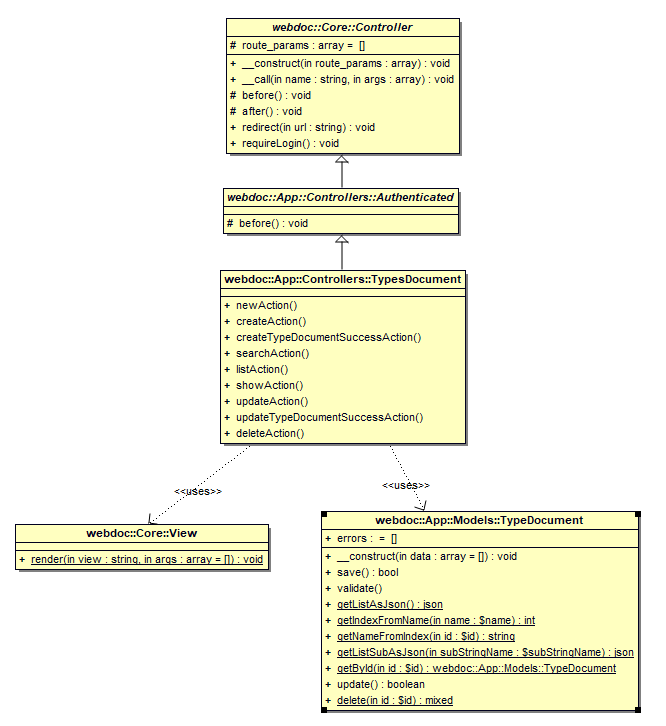 webdoc::Core::Controller
# route_params : array = []
+ __construct(in route_params : array) : void
+ __call(in name : string, in args : array) : void
# before() : void
# after() : void
+ redirect(in url : string) : void
+ requireLogin() : void
webdoc::App::Controllers::Authenticated
# before() : void
webdoc::App::Controllers::TypesDocument
+ newAction()
+ createAction()
+ createTypeDocumentSuccessAction()
+ searchAction()
+ listAction()
+ showAction()
+ updateAction()
+ updateTypeDocumentSuccessAction()
+ deleteAction()
<<uses>>
<<uses>>
webdoc::Core::View
+ render(in view : string, in args : array = []) : void
webdoc::App::Models::TypeDocument
+ errors : = []
+ __construct(in data : array = []) : void
+ save() : bool
+ validate()
+ getListAsJson() : json
+ getIndexFromName(in name : $name) : int
+ getNameFromIndex(in id : $id) : string
+ getListSubAsJson(in subStringName : $subStringName) : json
+ getById(in id : $id) : webdoc::App::Models::TypeDocument
+ update() : boolean
+ delete(in id : $id) : mixed